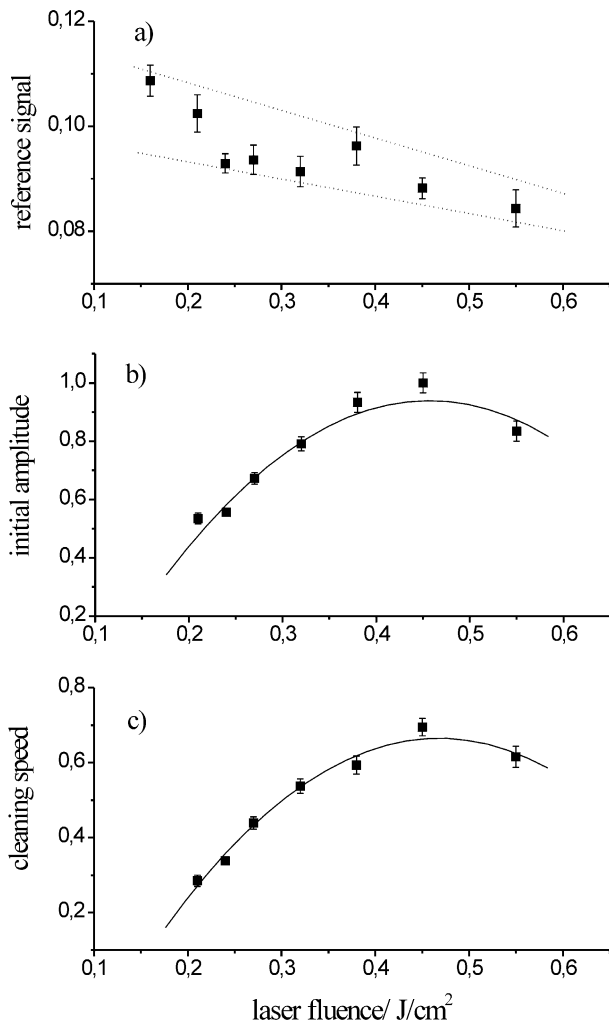 0,12
a)
0,10
0,08
reference signal
0,1 0,2 0,3 0,4 0,5 0,6
b)
1,0
0,8
0,6
0,4
0,2
initial amplitude
0,1 0,2 0,3 0,4 0,5 0,6
0,8
c)
0,6
0,4
0,2
cleaning speed
0,1 0,2 0,3 0,4 0,5 0,6
laser fluence/ J/cm²